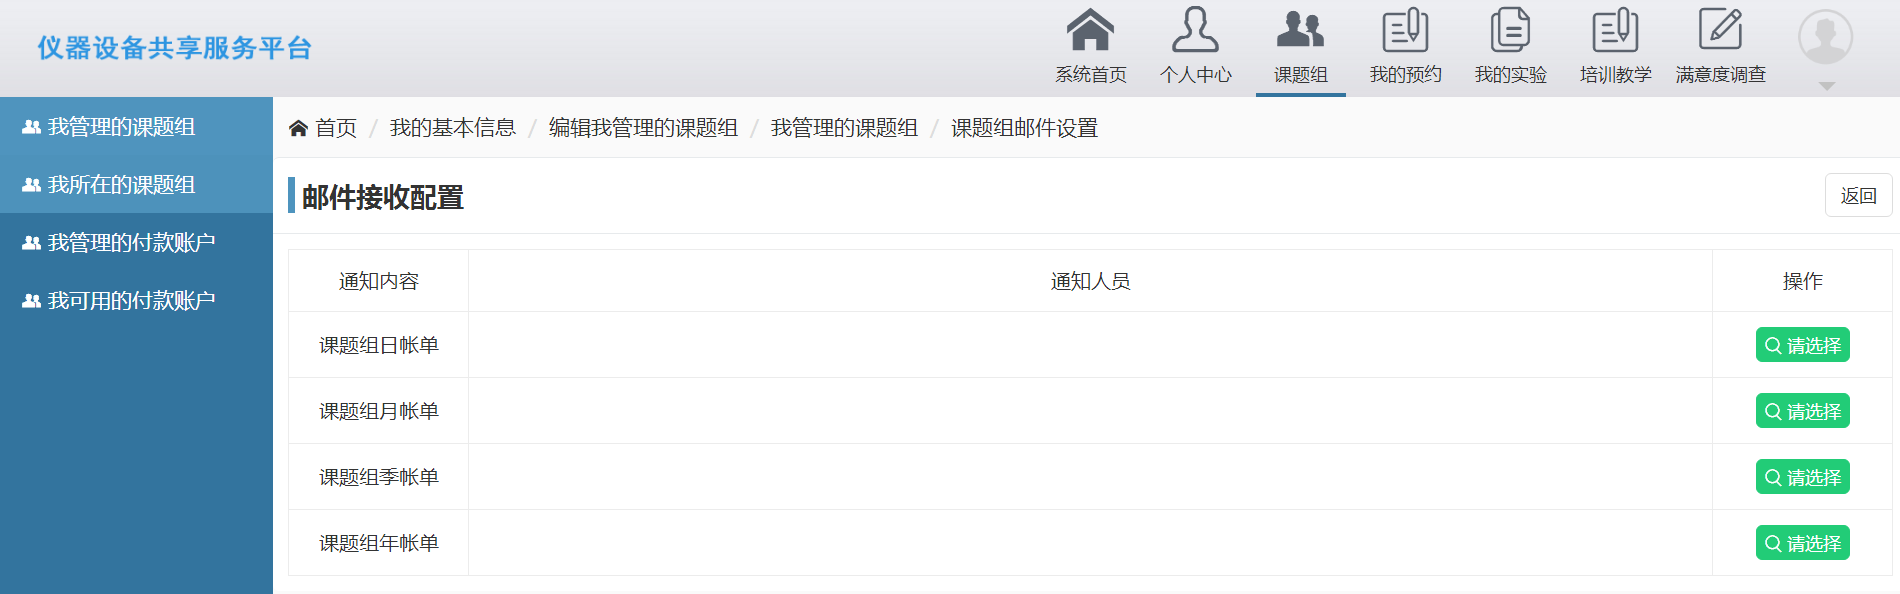 仪器设备共享服务平台
系统首页 个人中心 课题组 我的预约 我的实验 培训教学 满意度调查
我管理的课题组
我所在的课题组
我管理的付款账户
我可用的付款账户
首页 / 我的基本信息 / 编辑我管理的课题组 / 我管理的课题组 / 课题组邮件设置
邮件接收配置
返回
通知内容 通知人员 操作
课题组日帐单 请选择
课题组月帐单 请选择
课题组季帐单 请选择
课题组年帐单 请选择